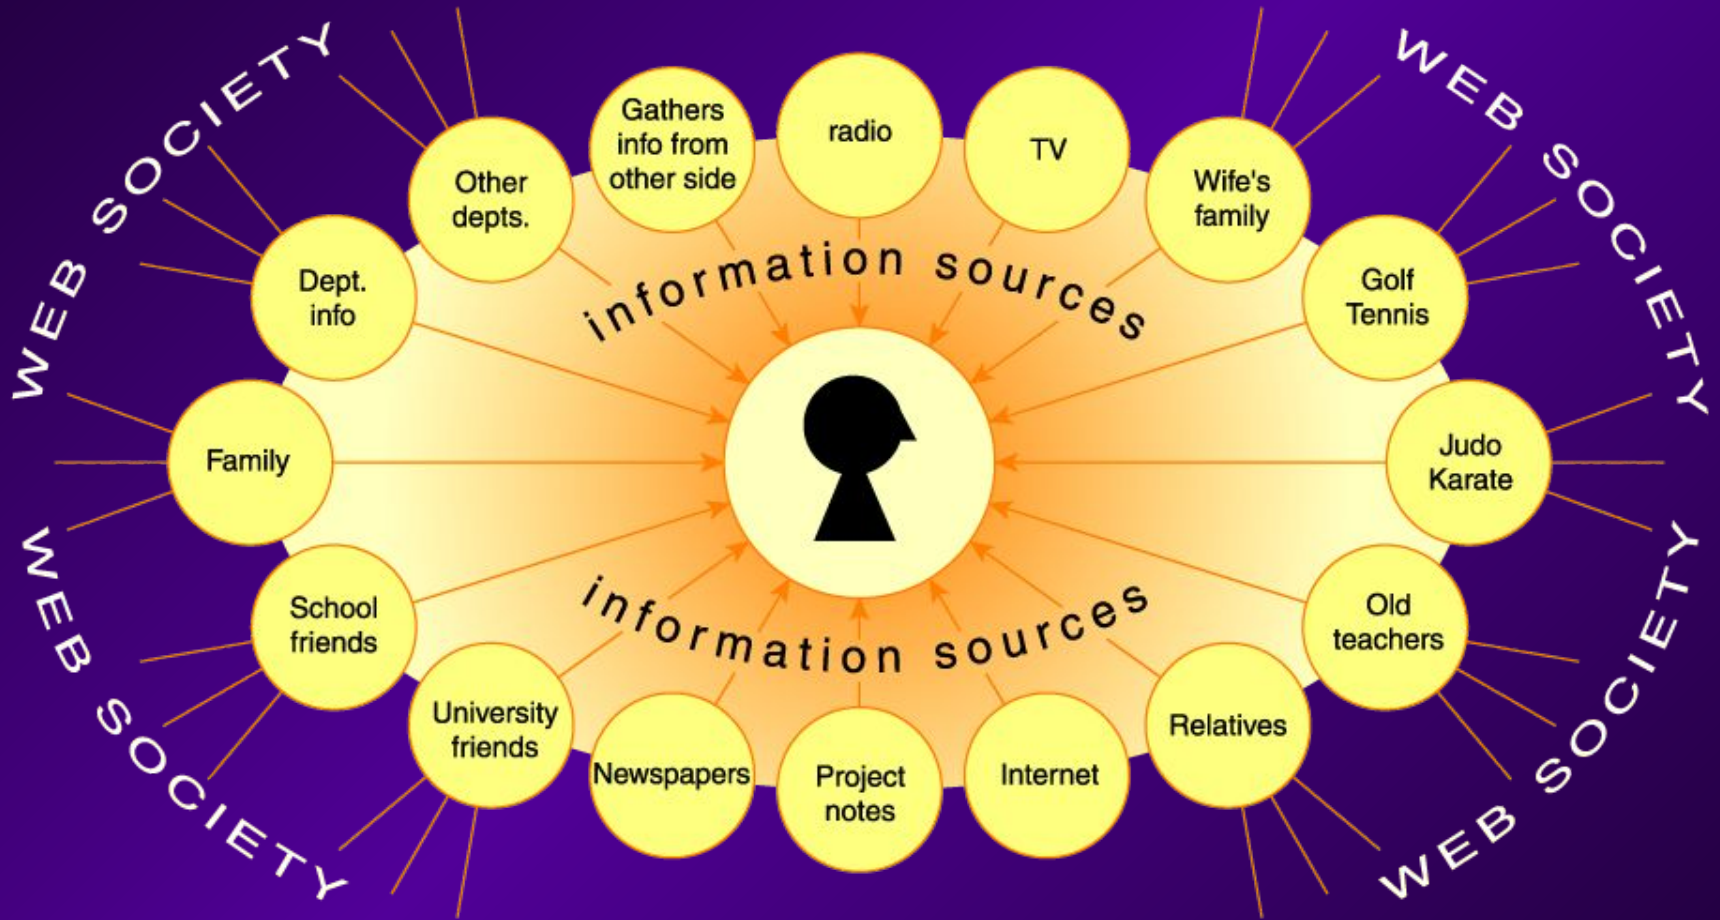 WEB SOCIETY
WEB SOCIETY
Gathers
info from
other side
radio
TV
Other
depts.
Wife's
family
Dept.
info
information sources
Golf
Tennis
Family
Judo
Karate
School
friends
information sources
Old
teachers
University
friends
Newspapers
Project
notes
Internet
Relatives
WEB SOCIETY
WEB SOCIETY